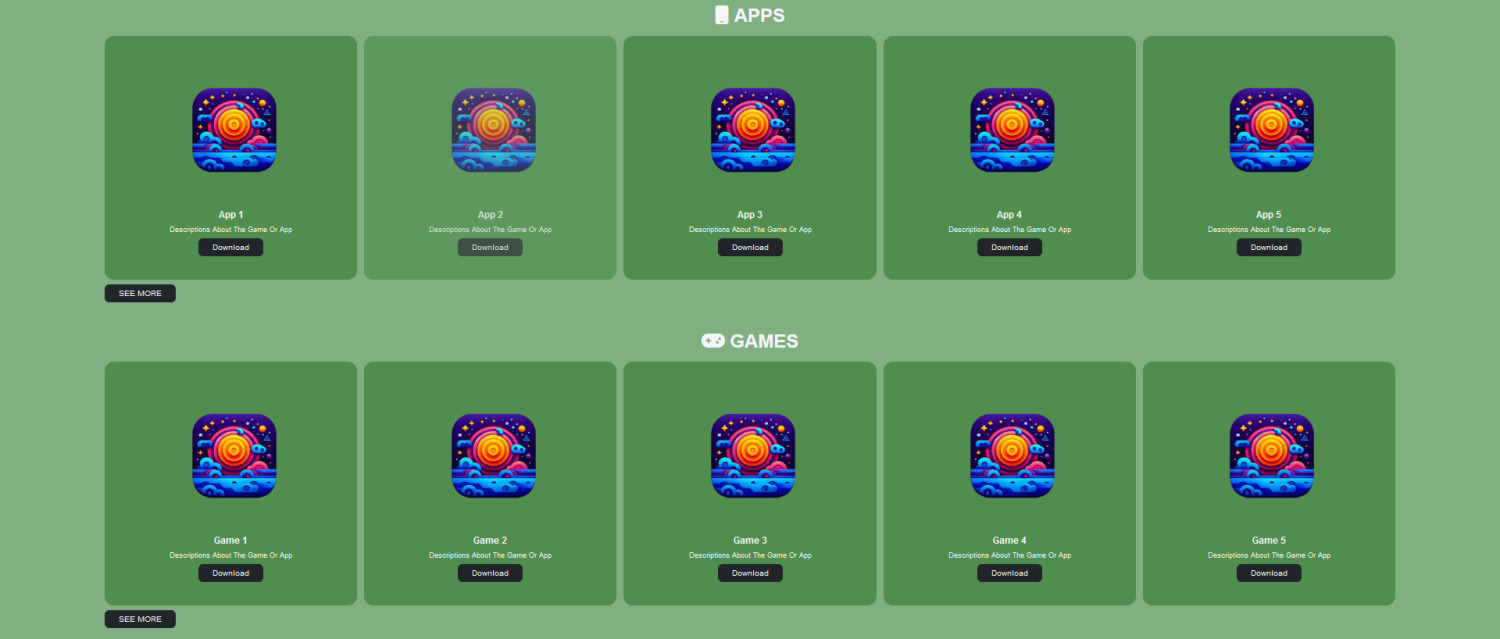 APPS
App 1
Descriptions About The Game Or App
Download
App 2
Descriptions About The Game Or App
Download
App 3
Descriptions About The Game Or App
Download
App 4
Descriptions About The Game Or App
Download
App 5
Descriptions About The Game Or App
Download
SEE MORE
GAMES
Game 1
Descriptions About The Game Or App
Download
Game 2
Descriptions About The Game Or App
Download
Game 3
Descriptions About The Game Or App
Download
Game 4
Descriptions About The Game Or App
Download
Game 5
Descriptions About The Game Or App
Download
SEE MORE